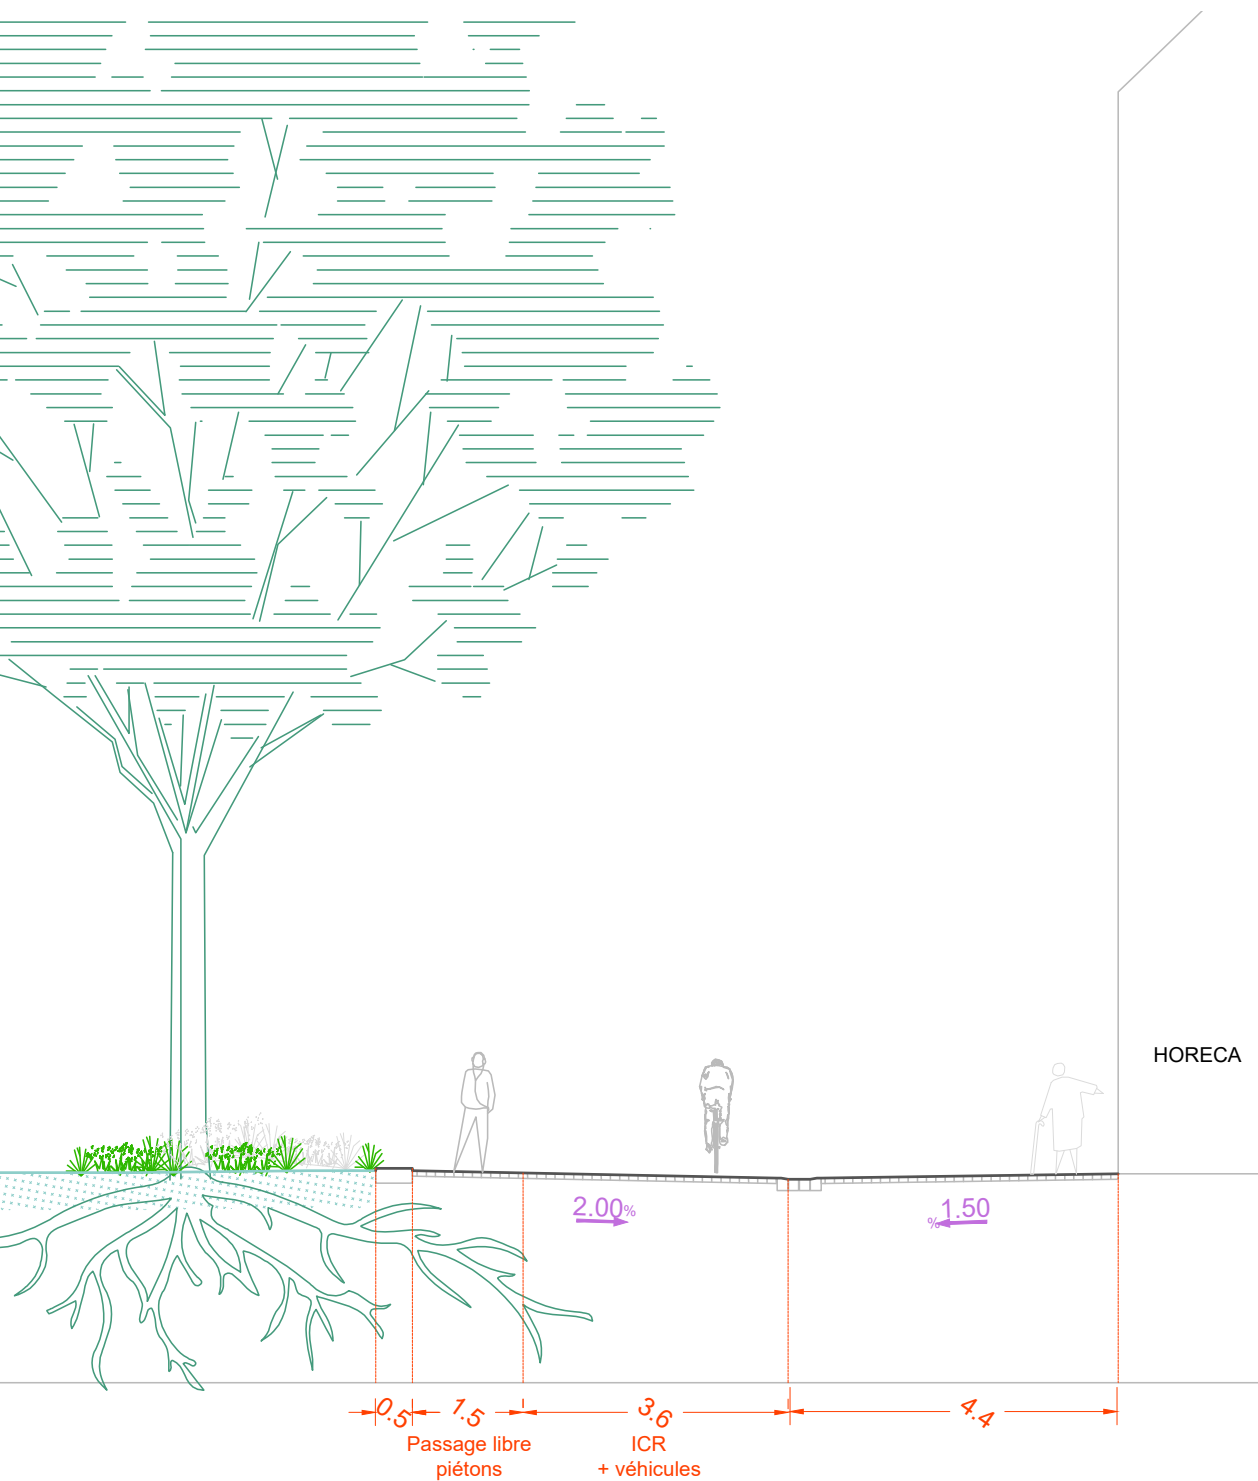 HORECA
2.00%
%1.50
0.5
1.5
3.6
4.4
Passage libre
piétons
ICR
+ véhicules